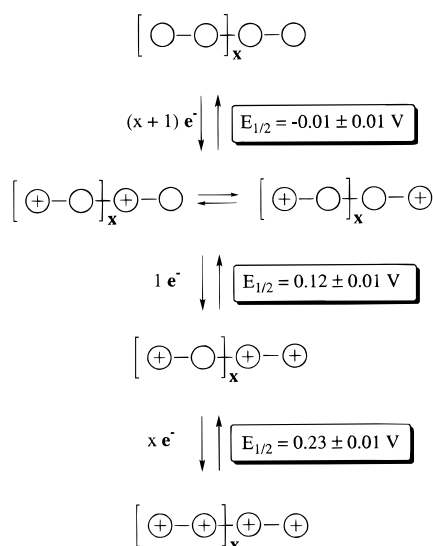 x
(x + 1) e⁻ E₁/₂ = -0.01 ± 0.01 V
+ + x + + x
1 e⁻ E₁/₂ = 0.12 ± 0.01 V
+ + + x
x e⁻ E₁/₂ = 0.23 ± 0.01 V
+ + + + x